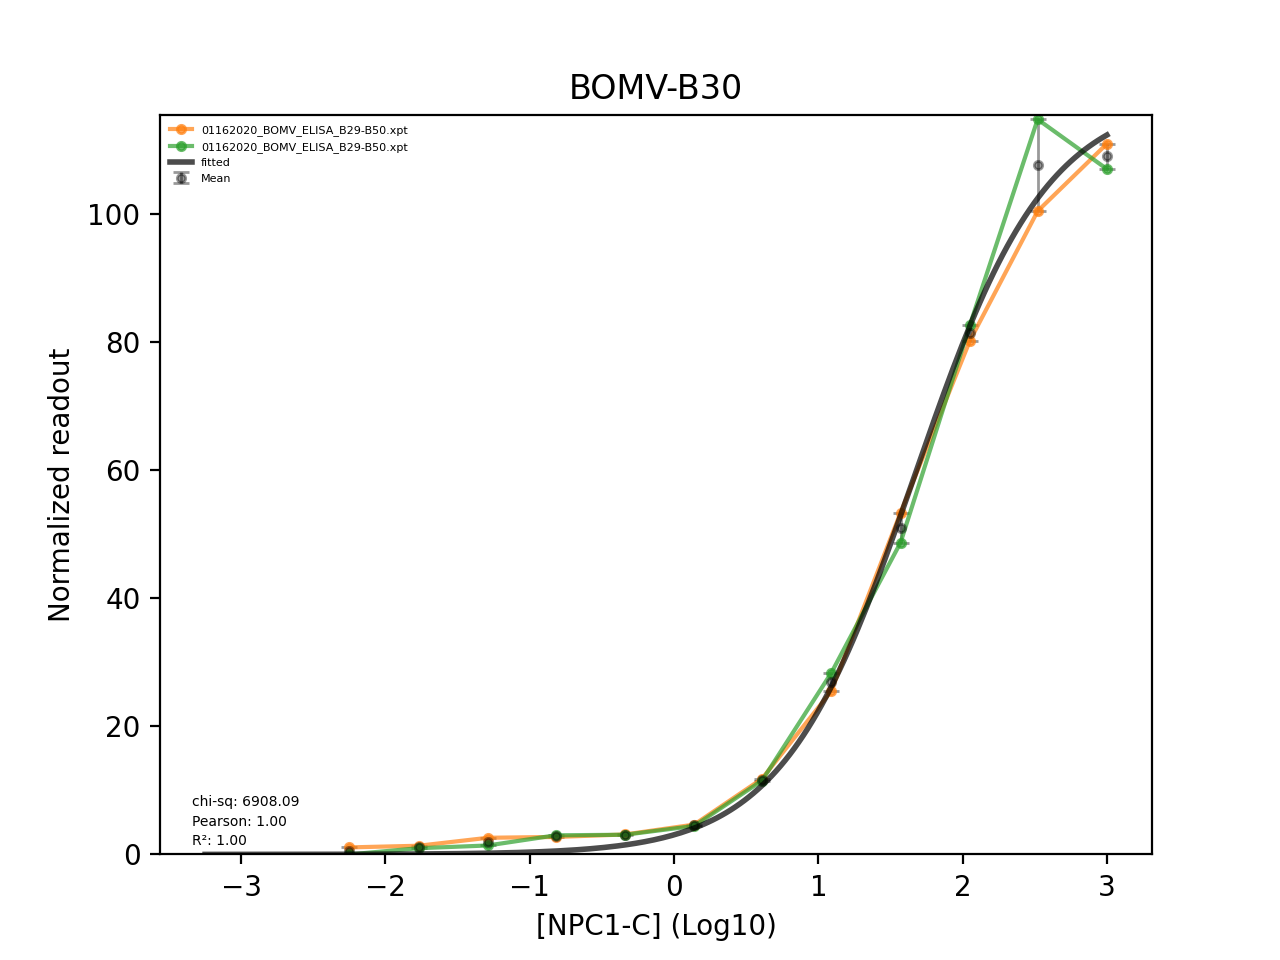 BOMV-B30
01162020_BOMV_ELISA_B29-B50.xpt
01162020_BOMV_ELISA_B29-B50.xpt
fitted
Mean
Normalized readout
100
80
60
40
20
0
chi-sq: 6908.09
Pearson: 1.00
R²: 1.00
−3 −2 −1 0 1 2 3
[NPC1-C] (Log10)